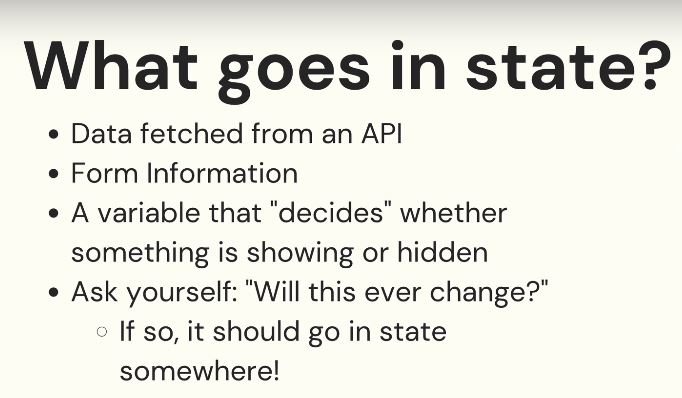 What goes in state?
• Data fetched from an API
• Form Information
• A variable that "decides" whether
something is showing or hidden
• Ask yourself: "Will this ever change?"
○ If so, it should go in state
somewhere!